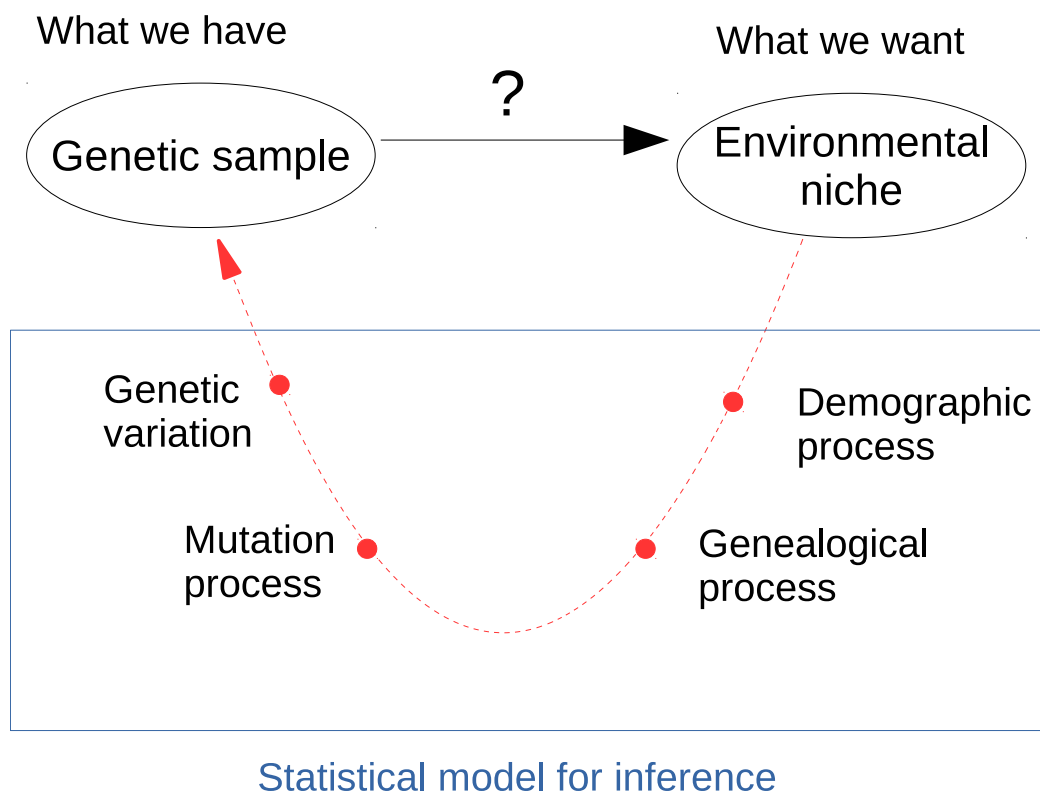 What we have
What we want
?
Genetic sample
Environmental
niche
Genetic
variation
Demographic
process
Mutation
process
Genealogical
process
Statistical model for inference